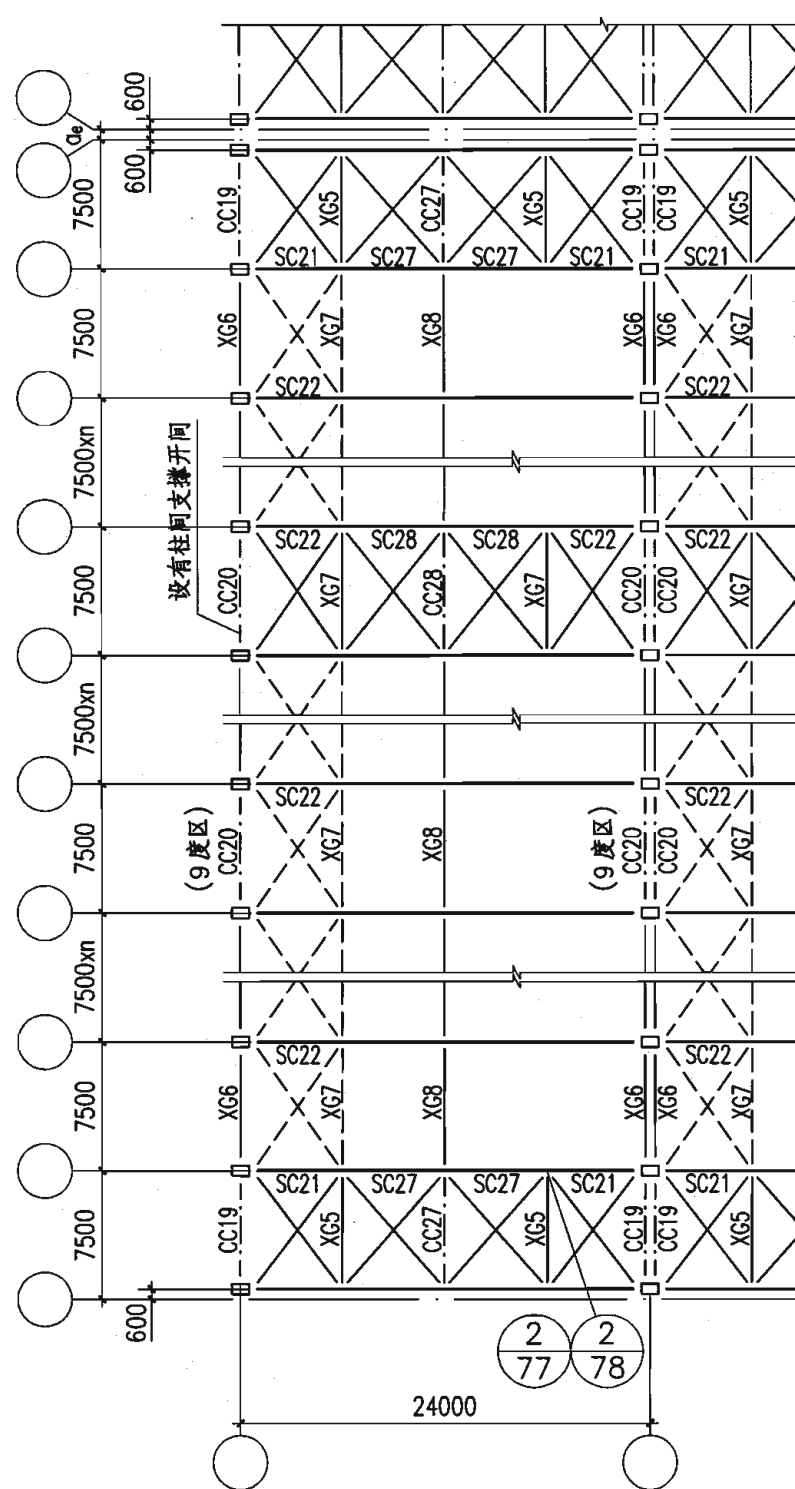 600
ae
600
7500
CC19
XG5
CC27
XG5
CC19
CC19
XG5
SC21
SC27
SC27
SC21
SC21
7500
XG6
XG7
XG8
XG6
XG6
XG7
SC22
SC22
7500xn
设有柱间支撑开间
SC22
SC28
SC28
SC22
SC22
7500
CC20
XG7
CC28
XG7
CC20
CC20
XG7
7500xn
SC22
SC22
7500
(9度区)
CC20
XG7
XG8
(9度区)
CC20
CC20
XG7
7500xn
SC22
SC22
7500
XG6
XG7
XG8
XG6
XG6
XG7
SC21
SC27
SC27
SC21
SC21
7500
CC19
XG5
CC27
XG5
CC19
CC19
XG5
600
2
77
2
78
24000